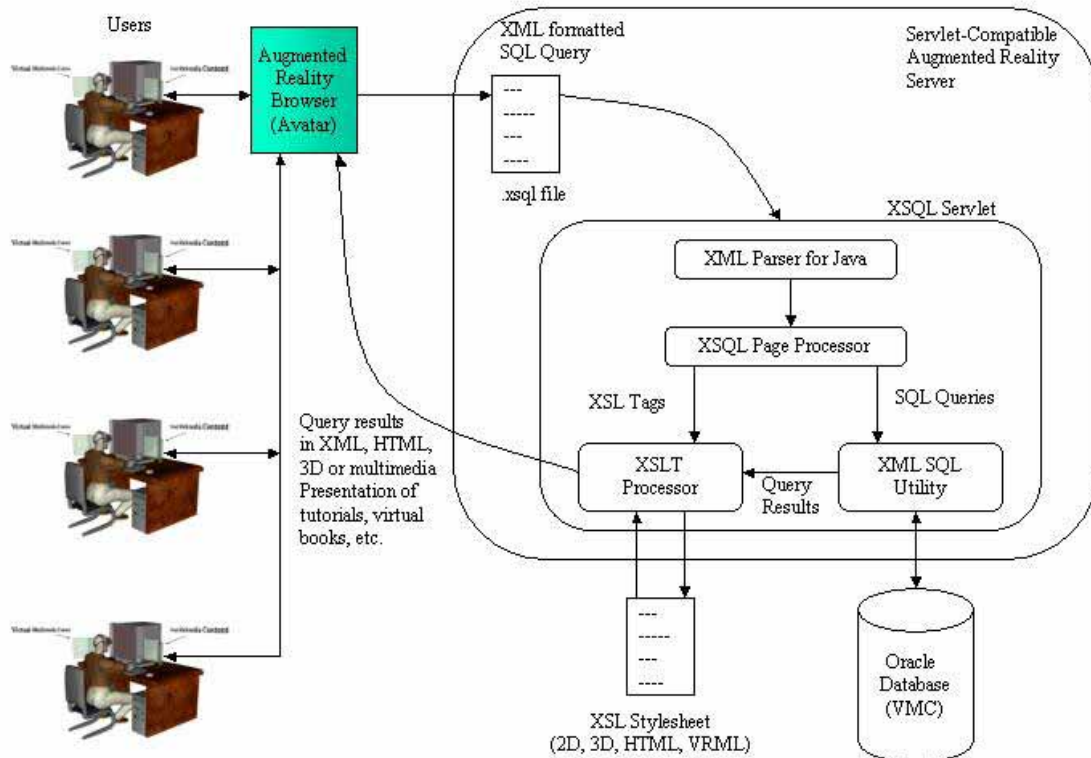 Users
Augmented
Reality
Browser
(Avatar)
XML formatted
SQL Query
----
-----
---
----
.xsql file
Servlet-Compatible
Augmented Reality
Server
XSQL Servlet
XML Parser for Java
XSQL Page Processor
XSL Tags
SQL Queries
XSLT
Processor
Query
Results
XML SQL
Utility
Query results
in XML, HTML,
3D or multimedia
Presentation of
tutorials, virtual
books, etc.
---
-----
---
----
XSL Stylesheet
(2D, 3D, HTML, VRML)
Oracle
Database
(VMC)